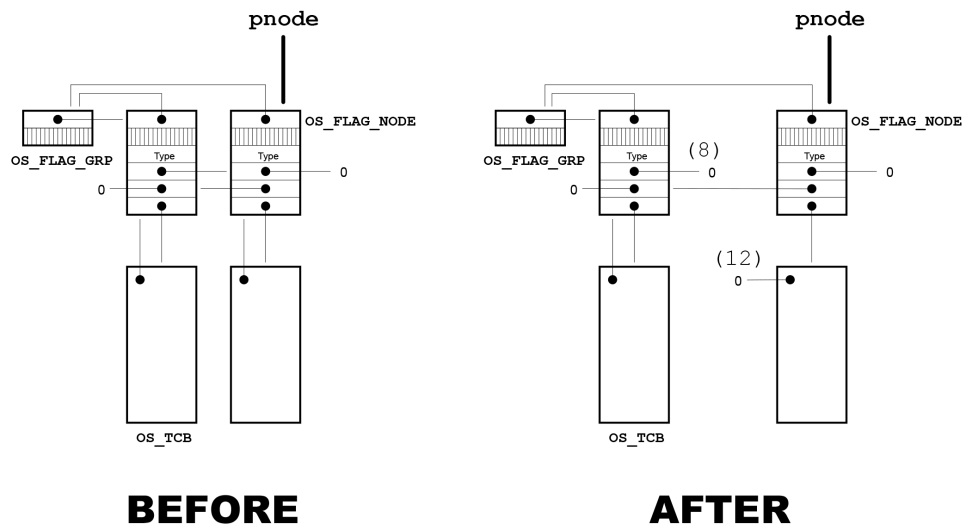 pnode
OS_FLAG_NODE
OS_FLAG_GRP
Type
Type
0
0
OS_TCB
BEFORE
pnode
OS_FLAG_NODE
OS_FLAG_GRP
Type
Type
(8)
0
0
0
(12)
0
OS_TCB
AFTER